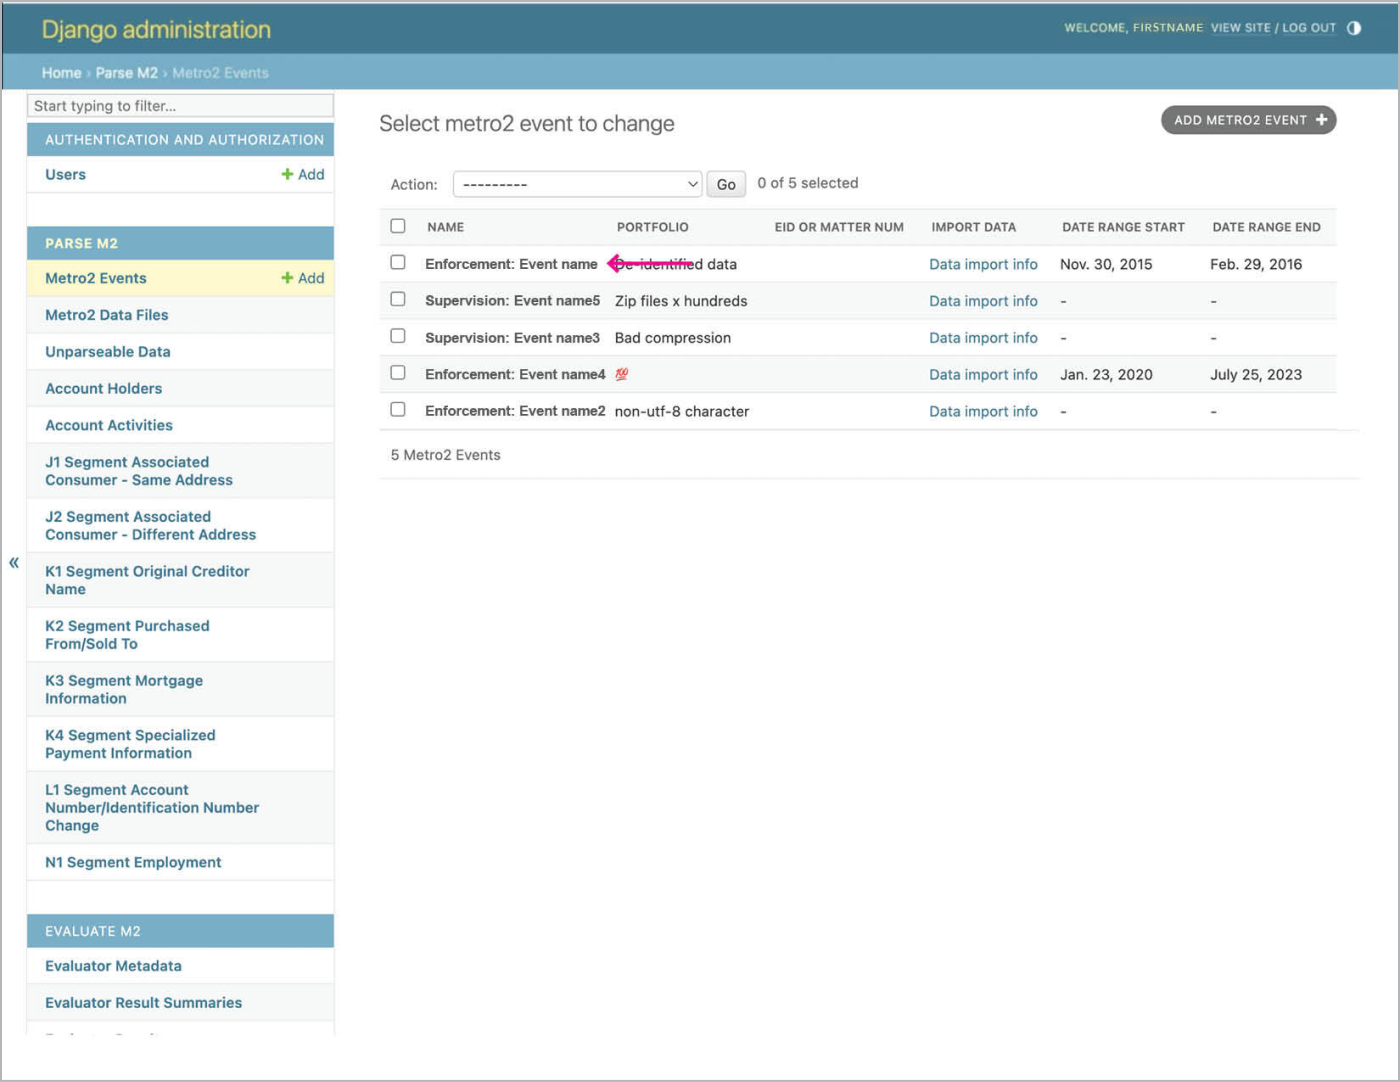 Django administration
WELCOME, FIRSTNAME VIEW SITE / LOG OUT
Home › Parse M2 › Metro2 Events
Start typing to filter...
AUTHENTICATION AND AUTHORIZATION
Users + Add
PARSE M2
Metro2 Events + Add
Metro2 Data Files
Unparseable Data
Account Holders
Account Activities
J1 Segment Associated
Consumer - Same Address
J2 Segment Associated
Consumer - Different Address
K1 Segment Original Creditor
Name
K2 Segment Purchased
From/Sold To
K3 Segment Mortgage
Information
K4 Segment Specialized
Payment Information
L1 Segment Account
Number/Identification Number
Change
N1 Segment Employment
EVALUATE M2
Evaluator Metadata
Evaluator Result Summaries
«
Select metro2 event to change
ADD METRO2 EVENT +
Action: --------- Go 0 of 5 selected
NAME PORTFOLIO EID OR MATTER NUM IMPORT DATA DATE RANGE START DATE RANGE END
Enforcement: Event name De-identified data Data import info Nov. 30, 2015 Feb. 29, 2016
Supervision: Event name5 Zip files x hundreds Data import info - -
Supervision: Event name3 Bad compression Data import info - -
Enforcement: Event name4 💯 Data import info Jan. 23, 2020 July 25, 2023
Enforcement: Event name2 non-utf-8 character Data import info - -
5 Metro2 Events